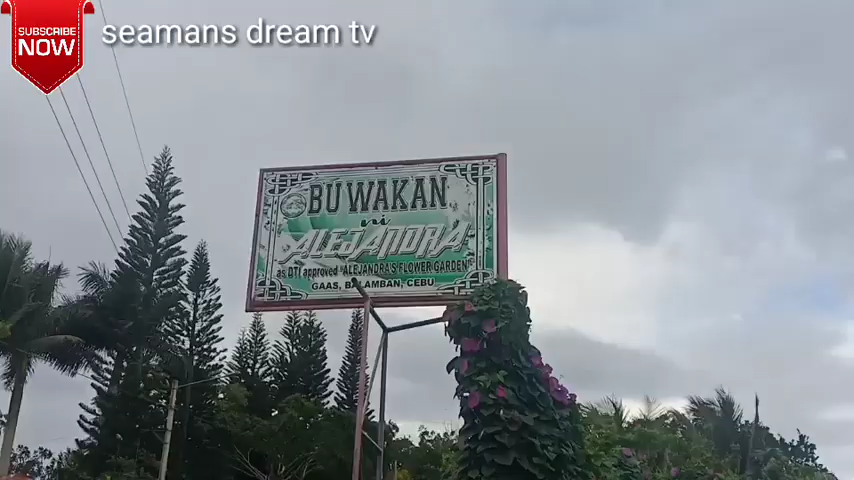 SUBSCRIBE
NOW
seamans dream tv
BUWAKAN
ni
ALEJANDRA
as DTI approved "ALEJANDRA'S FLOWER GARDEN"
GAAS, BALAMBAN, CEBU